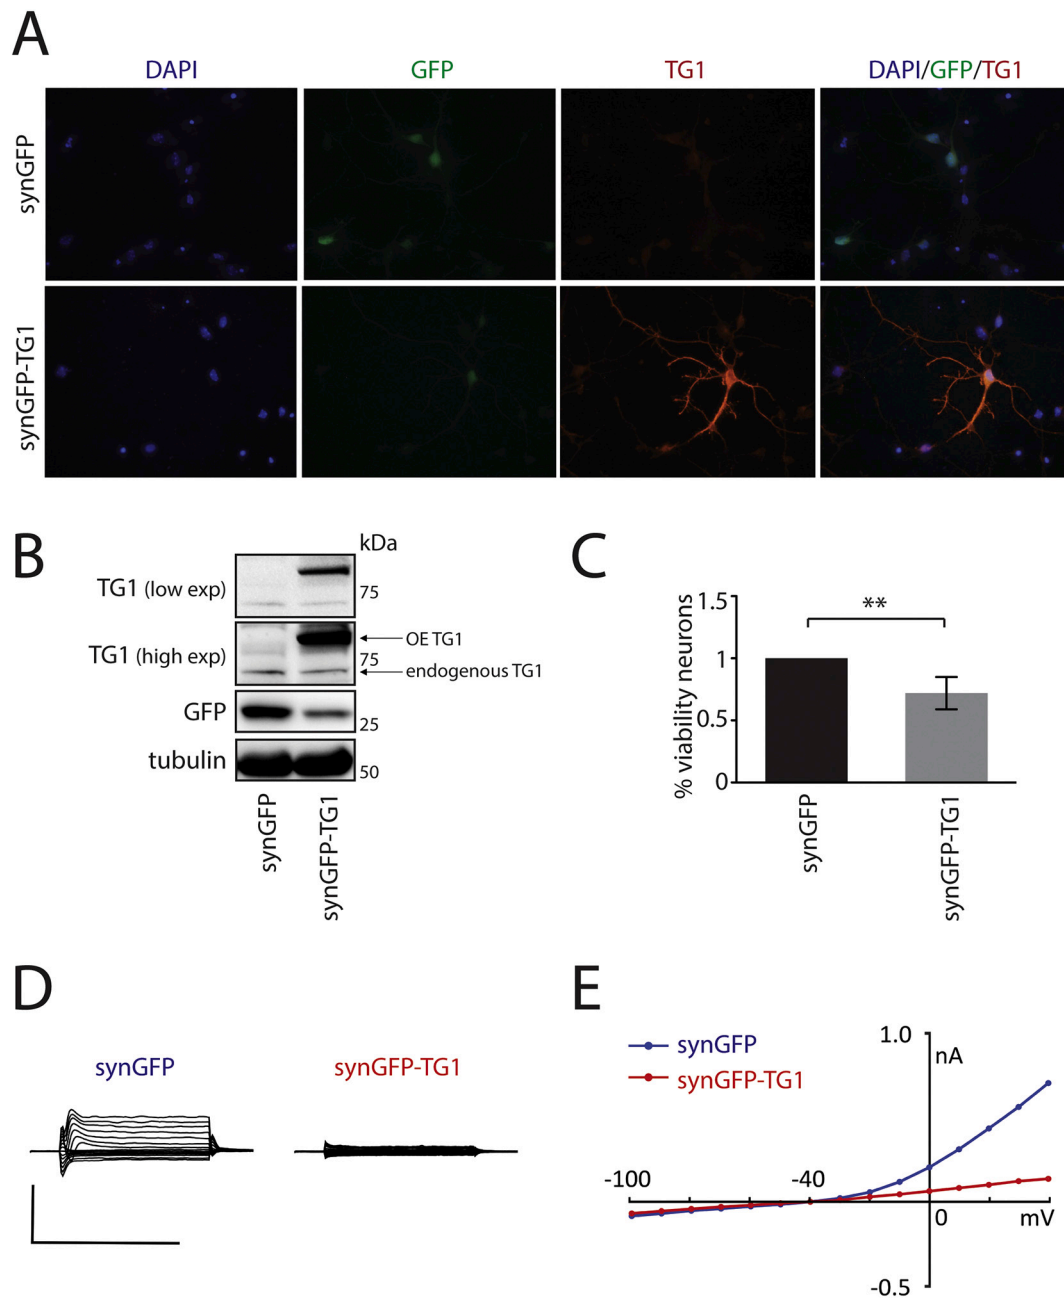 A
DAPI GFP TG1 DAPI/GFP/TG1
synGFP
synGFP-TG1
B
kDa
TG1 (low exp)
75
TG1 (high exp)
OE TG1
75
endogenous TG1
GFP
25
tubulin
50
synGFP
synGFP-TG1
C
% viability neurons
1.5
1
0.5
0
**
synGFP
synGFP-TG1
D
synGFP
synGFP-TG1
E
synGFP
synGFP-TG1
1.0
nA
-100
-40
0
mV
-0.5